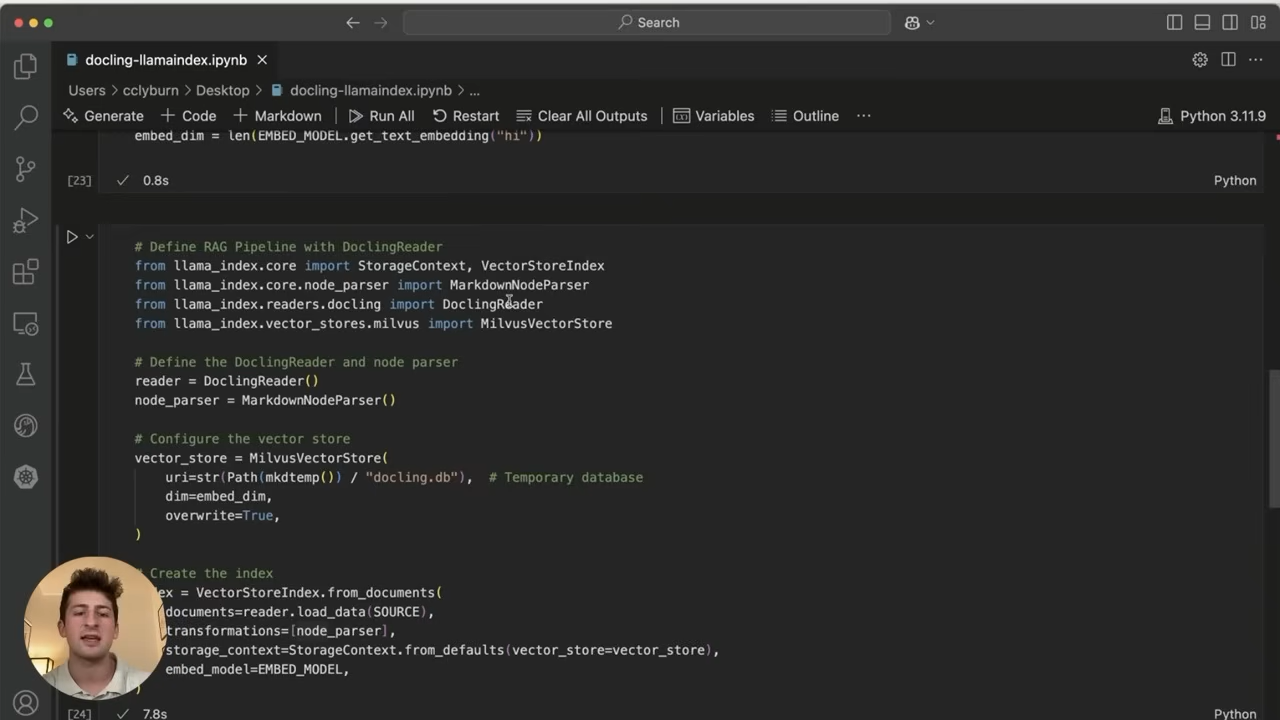 Search
docling-llamaindex.ipynb
Users > cclyburn > Desktop > docling-llamaindex.ipynb > ...
Generate + Code + Markdown Run All Restart Clear All Outputs Variables Outline ... Python 3.11.9
embed_dim = len(EMBED_MODEL.get_text_embedding("hi"))
[23] ✓ 0.8s Python
# Define RAG Pipeline with DoclingReader
from llama_index.core import StorageContext, VectorStoreIndex
from llama_index.core.node_parser import MarkdownNodeParser
from llama_index.readers.docling import DoclingReader
from llama_index.vector_stores.milvus import MilvusVectorStore
# Define the DoclingReader and node parser
reader = DoclingReader()
node_parser = MarkdownNodeParser()
# Configure the vector store
vector_store = MilvusVectorStore(
uri=str(Path(mkdtemp()) / "docling.db"), # Temporary database
dim=embed_dim,
overwrite=True,
)
Create the index
= VectorStoreIndex.from_documents(
documents=reader.load_data(SOURCE),
transformations=[node_parser],
storage_context=StorageContext.from_defaults(vector_store=vector_store),
embed_model=EMBED_MODEL,
)
[24] ✓ 7.8s Python